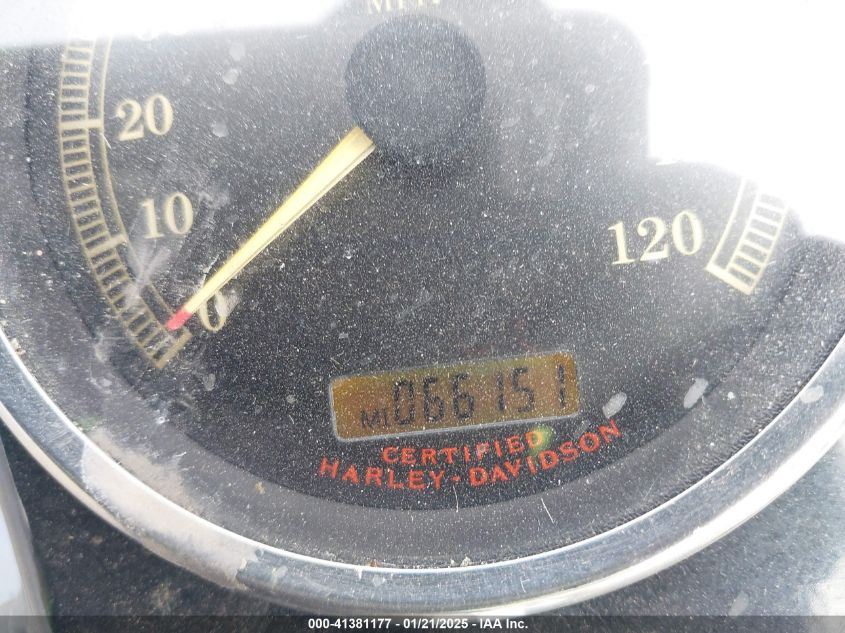 MPH
20
10
0
120
MI 066151
CERTIFIED
HARLEY-DAVIDSON
000-41381177 - 01/21/2025 - IAA Inc.